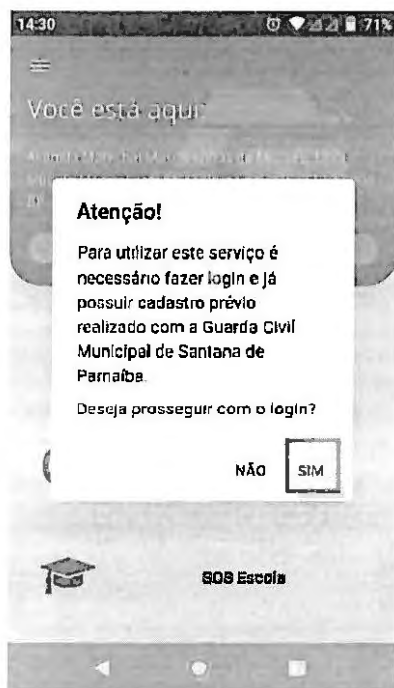 14:30 71%
Você está aqui:
Atenção!
Para utilizar este serviço é
necessário fazer login e já
possuir cadastro prévio
realizado com a Guarda Civil
Municipal de Santana de
Parnaíba.
Deseja prosseguir com o login?
NÃO SIM
SOS Escola